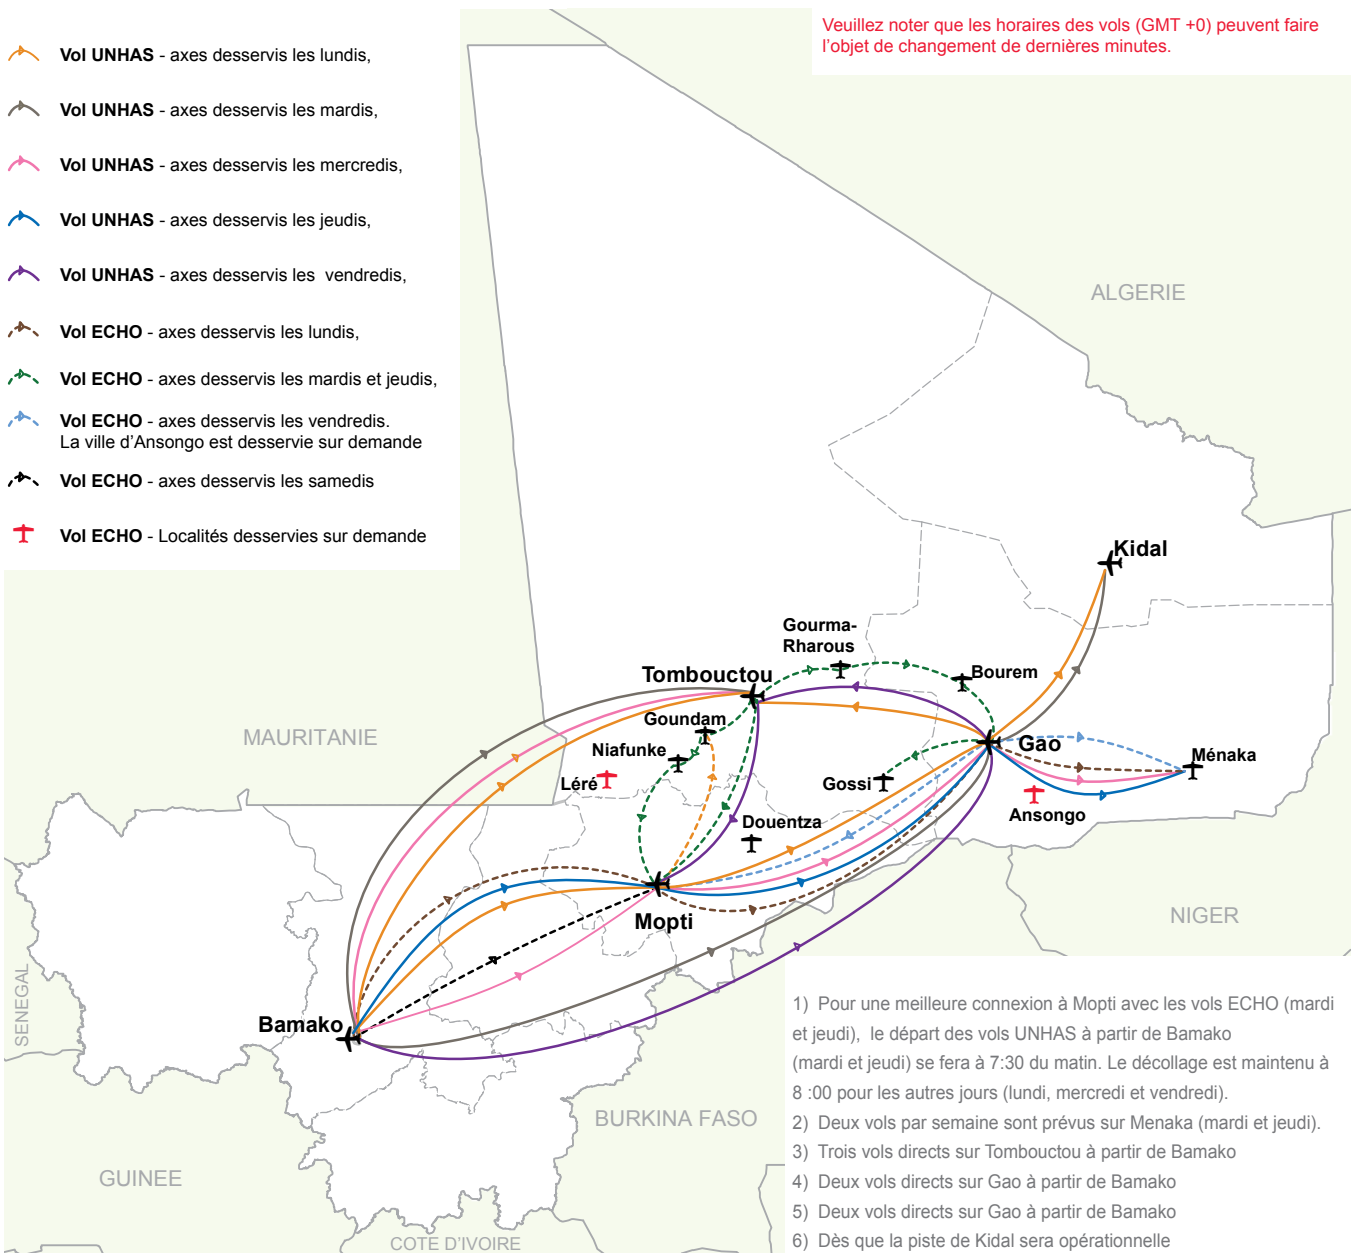 Veuillez noter que les horaires des vols (GMT +0) peuvent faire
l'objet de changement de dernières minutes.
Vol UNHAS - axes desservis les lundis,
Vol UNHAS - axes desservis les mardis,
Vol UNHAS - axes desservis les mercredis,
Vol UNHAS - axes desservis les jeudis,
Vol UNHAS - axes desservis les  vendredis,
Vol ECHO - axes desservis les lundis,
Vol ECHO - axes desservis les mardis et jeudis,
Vol ECHO - axes desservis les vendredis.
La ville d'Ansongo est desservie sur demande
Vol ECHO - axes desservis les samedis
Vol ECHO - Localités desservies sur demande
ALGERIE
Kidal
Gourma-
Rharous
Tombouctou
Bourem
Goundam
MAURITANIE
Niafunke
Gao
Ménaka
Léré
Gossi
Ansongo
Douentza
Mopti
NIGER
SENEGAL
Bamako
BURKINA FASO
GUINEE
COTE D'IVOIRE
1)  Pour une meilleure connexion à Mopti avec les vols ECHO (mardi
et jeudi),  le départ des vols UNHAS à partir de Bamako
(mardi et jeudi) se fera à 7:30 du matin. Le décollage est maintenu à
8 :00 pour les autres jours (lundi, mercredi et vendredi).
2)  Deux vols par semaine sont prévus sur Menaka (mardi et jeudi).
3)  Trois vols directs sur Tombouctou à partir de Bamako
4)  Deux vols directs sur Gao à partir de Bamako
5)  Deux vols directs sur Gao à partir de Bamako
6)  Dès que la piste de Kidal sera opérationnelle